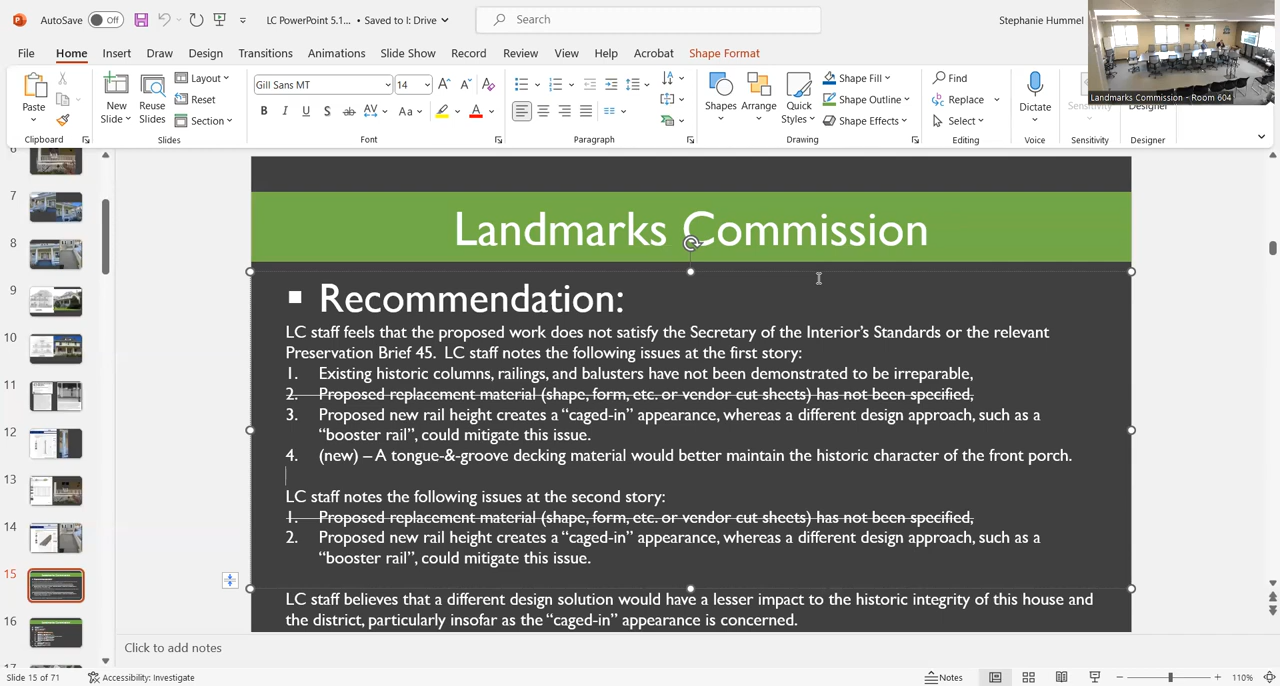 AutoSave Off LC PowerPoint 5.1... • Saved to I: Drive Search Stephanie Hummel
File Home Insert Draw Design Transitions Animations Slide Show Record Review View Help Acrobat Shape Format
Paste
Clipboard
New Slide
Reuse Slides
Layout
Reset
Section
Slides
Gill Sans MT 14
B I U S ab AV Aa A
Font
Paragraph
Shapes
Arrange
Quick Styles
Shape Fill
Shape Outline
Shape Effects
Drawing
Find
Replace
Select
Editing
Dictate
Voice
Sensitivity
Sensitivity
Designer
Designer
Landmarks Commission - Room 604
6
7
8
9
10
11
12
13
14
15
16
17
Landmarks Commission
Recommendation:
LC staff feels that the proposed work does not satisfy the Secretary of the Interior's Standards or the relevant
Preservation Brief 45. LC staff notes the following issues at the first story:
1. Existing historic columns, railings, and balusters have not been demonstrated to be irreparable,
2. Proposed replacement material (shape, form, etc. or vendor cut sheets) has not been specified,
3. Proposed new rail height creates a “caged-in” appearance, whereas a different design approach, such as a
“booster rail”, could mitigate this issue.
4. (new) – A tongue-&-groove decking material would better maintain the historic character of the front porch.
LC staff notes the following issues at the second story:
1. Proposed replacement material (shape, form, etc. or vendor cut sheets) has not been specified,
2. Proposed new rail height creates a “caged-in” appearance, whereas a different design approach, such as a
“booster rail”, could mitigate this issue.
LC staff believes that a different design solution would have a lesser impact to the historic integrity of this house and
the district, particularly insofar as the “caged-in” appearance is concerned.
Click to add notes
Slide 15 of 71 Accessibility: Investigate Notes 110%